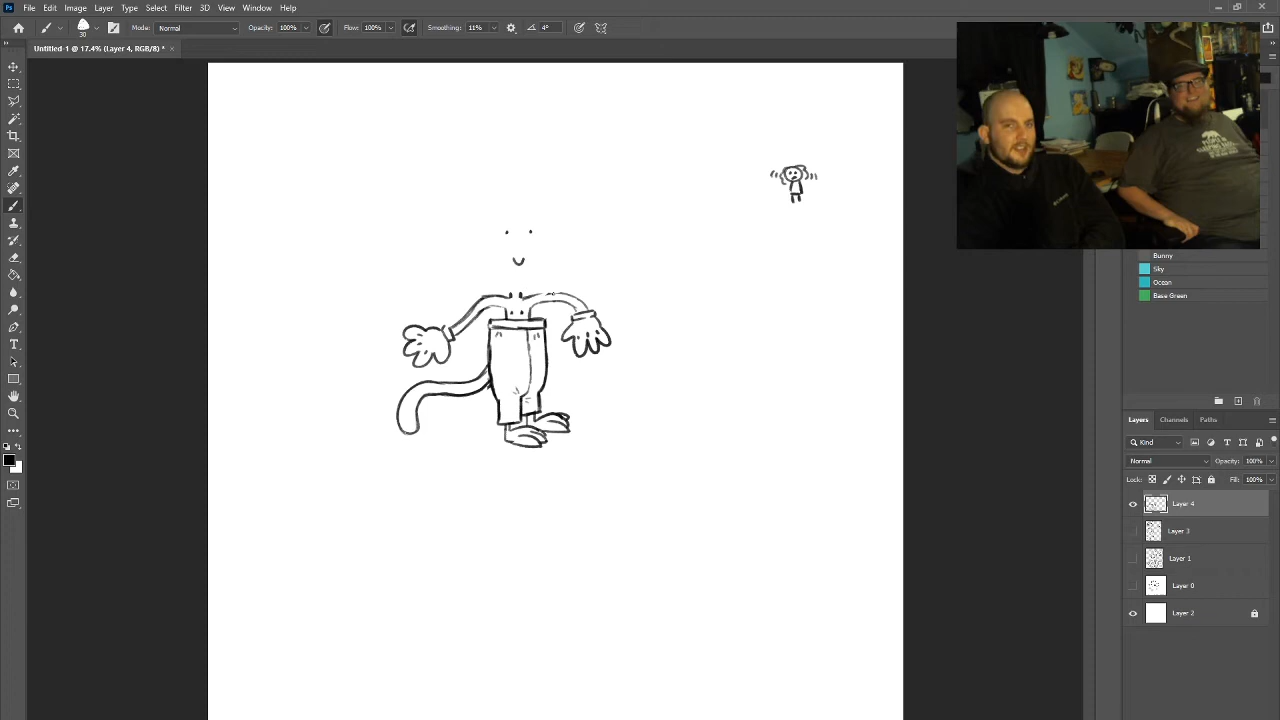 File Edit Image Layer Type Select Filter 3D View Window Help
30 Mode: Normal Opacity: 100% Flow: 100% Smoothing: 11% 4°
Untitled-1 @ 17.4% (Layer 4, RGB/8) * ×
Bunny
Sky
Ocean
Base Green
Layers Channels Paths
Kind
Normal Opacity: 100%
Lock: Fill: 100%
Layer 4
Layer 3
Layer 1
Layer 0
Layer 2